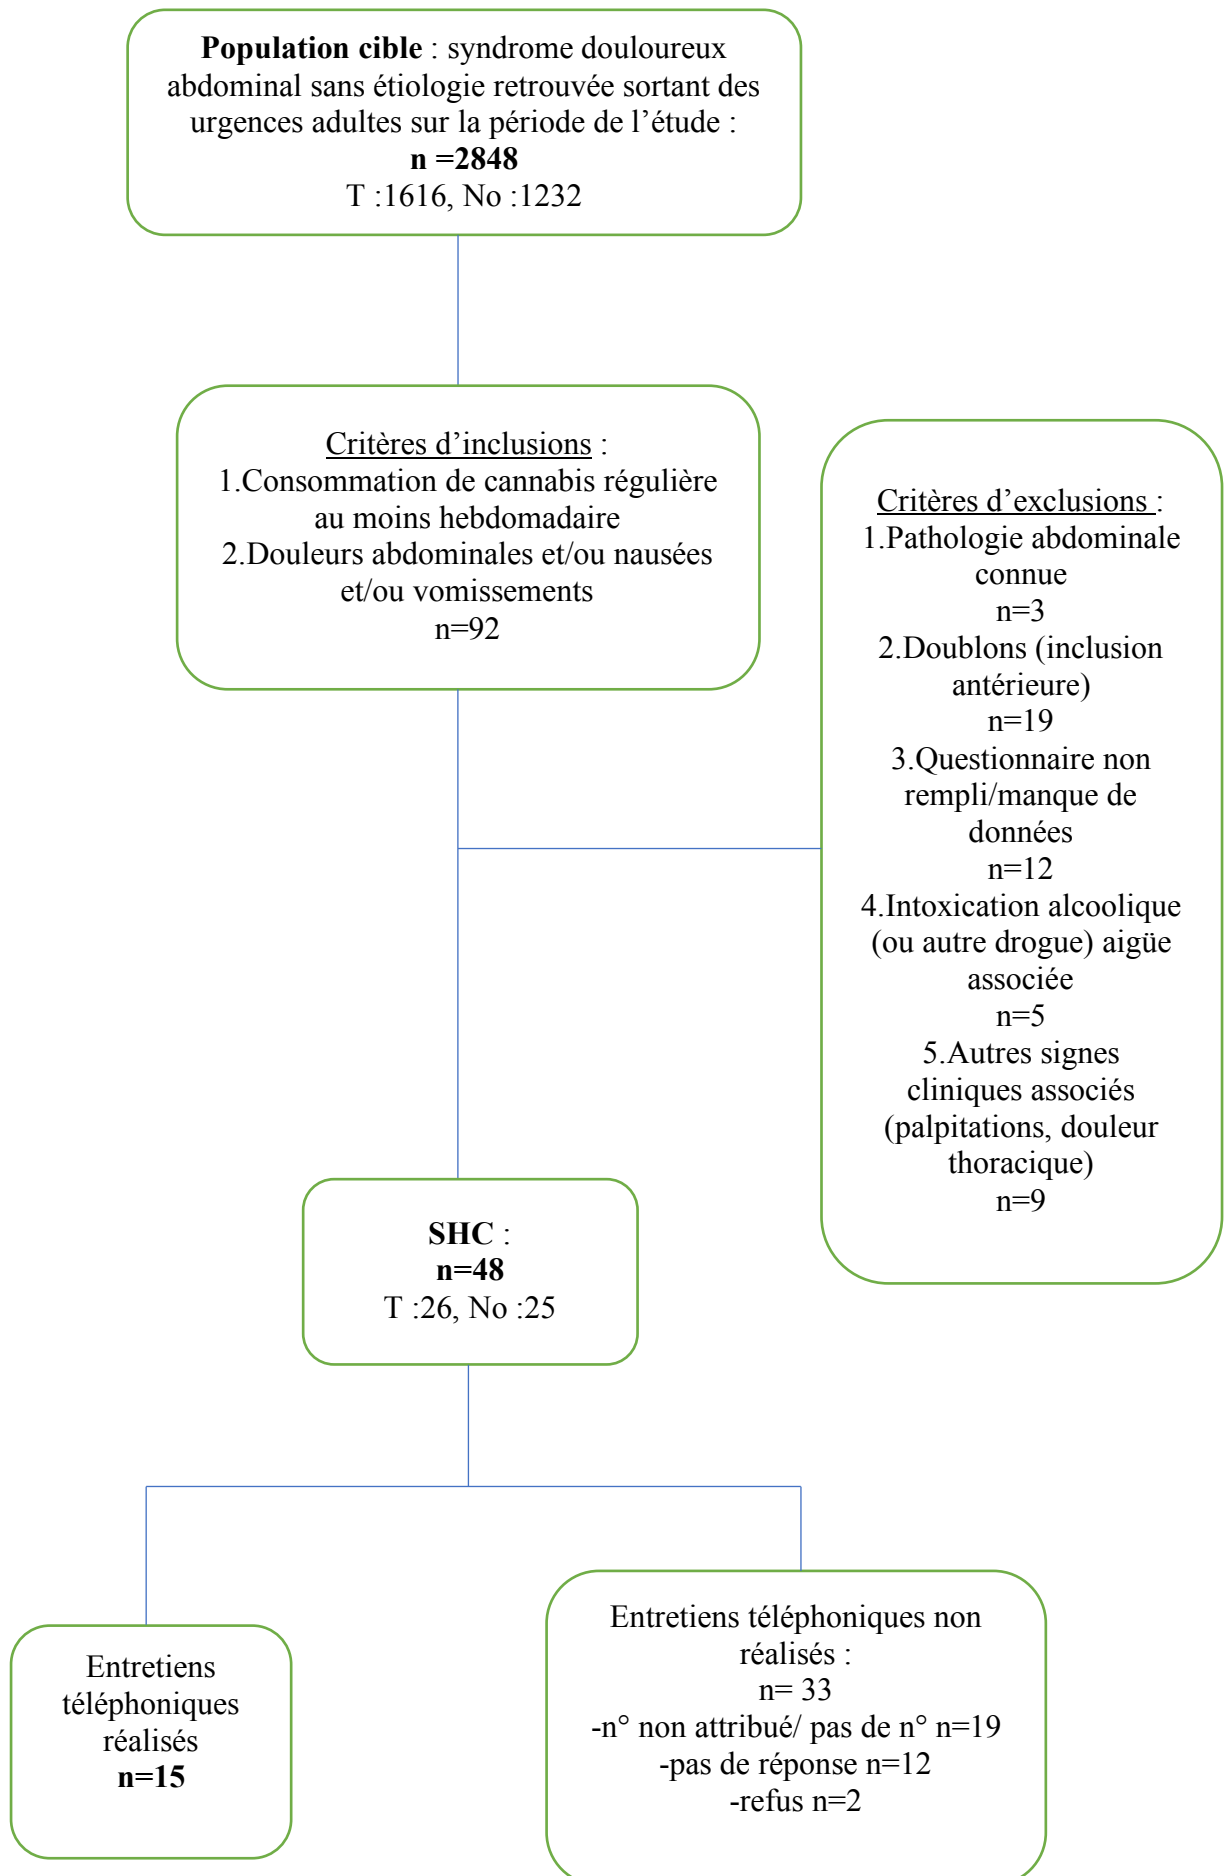 Population cible : syndrome douloureux
abdominal sans étiologie retrouvée sortant des
urgences adultes sur la période de l’étude :
n =2848
T :1616, No :1232
Critères d’inclusions :
1.Consommation de cannabis régulière
au moins hebdomadaire
2.Douleurs abdominales et/ou nausées
et/ou vomissements
n=92
Critères d’exclusions :
1.Pathologie abdominale
connue
n=3
2.Doublons (inclusion
antérieure)
n=19
3.Questionnaire non
rempli/manque de
données
n=12
4.Intoxication alcoolique
(ou autre drogue) aigüe
associée
n=5
5.Autres signes
cliniques associés
(palpitations, douleur
thoracique)
n=9
SHC :
n=48
T :26, No :25
Entretiens
téléphoniques
réalisés
n=15
Entretiens téléphoniques non
réalisés :
n= 33
-n° non attribué/ pas de n° n=19
-pas de réponse n=12
-refus n=2